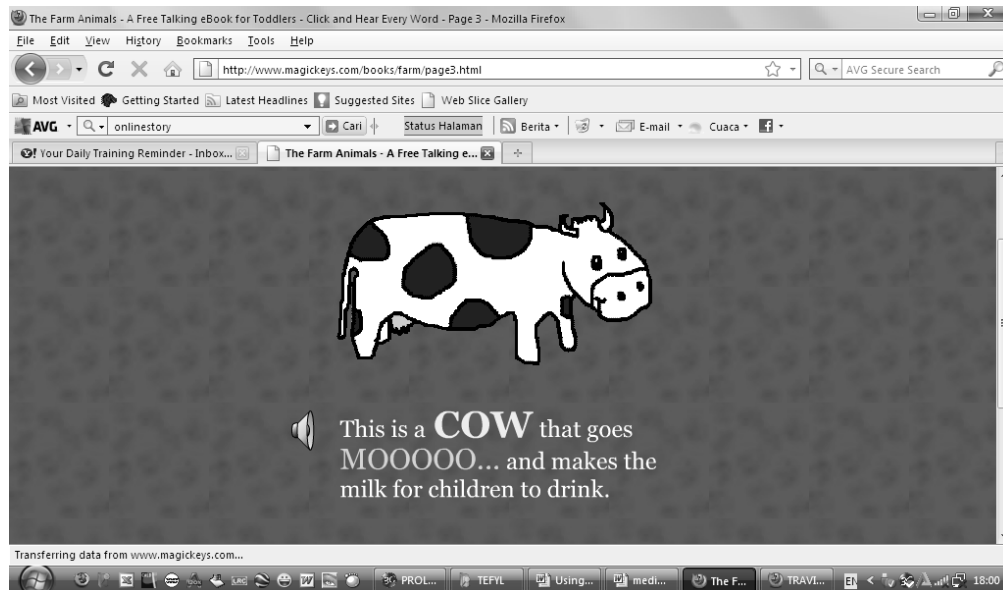 The Farm Animals - A Free Talking eBook for Toddlers - Click and Hear Every Word - Page 3 - Mozilla Firefox
File Edit View History Bookmarks Tools Help
http://www.magickeys.com/books/farm/page3.html AVG Secure Search
Most Visited Getting Started Latest Headlines Suggested Sites Web Slice Gallery
AVG onlinestory Cari Status Halaman Berita E-mail Cuaca
Your Daily Training Reminder - Inbox... The Farm Animals - A Free Talking e...
This is a COW that goes
MOOOOO... and makes the
milk for children to drink.
Transferring data from www.magickeys.com...
PROL... TEFYL Using... medi... The F... TRAVI... EN 18:00